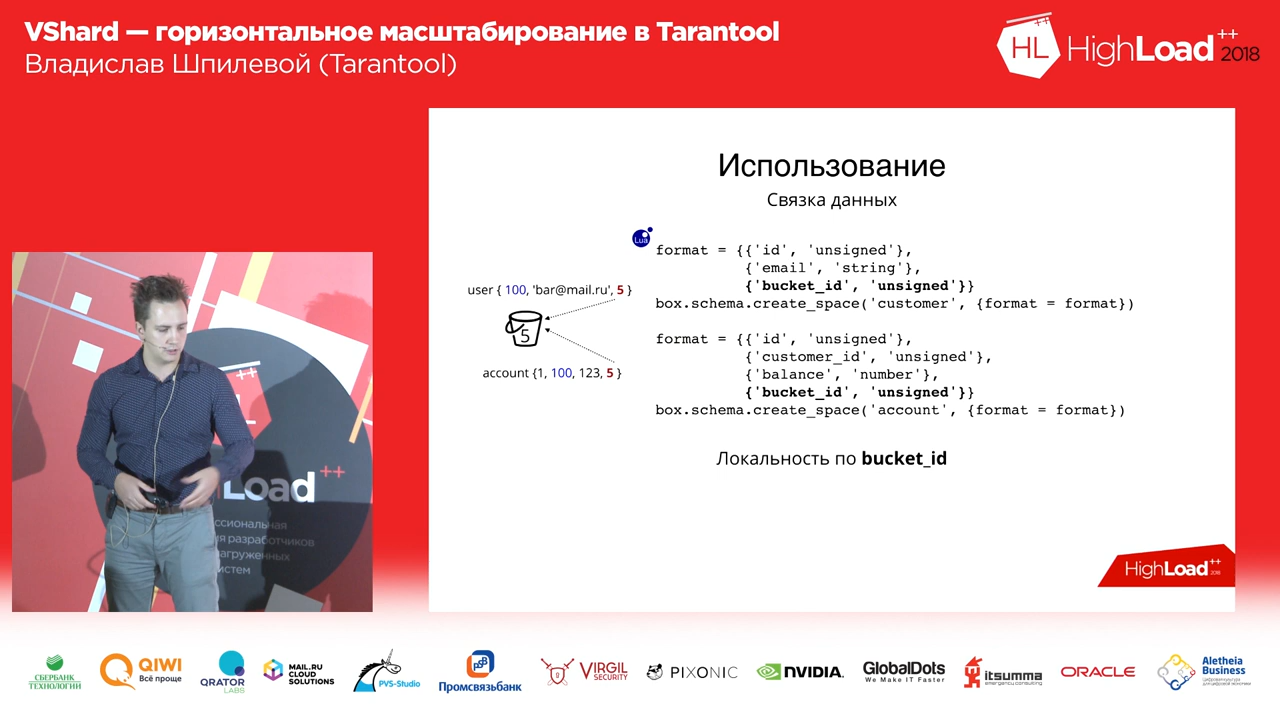 VShard — горизонтальное масштабирование в Tarantool
Владислав Шпилевой (Tarantool)
HL HighLoad++ 2018
Использование
Связка данных
Lua
format = {{'id', 'unsigned'},
{'email', 'string'},
{'bucket_id', 'unsigned'}}
box.schema.create_space('customer', {format = format})
user { 100, 'bar@mail.ru', 5 }
5
account {1, 100, 123, 5 }
format = {{'id', 'unsigned'},
{'customer_id', 'unsigned'},
{'balance', 'number'},
{'bucket_id', 'unsigned'}}
box.schema.create_space('account', {format = format})
Локальность по bucket_id
HighLoad++ 2018
++
Load++
ссиональная
я разработчиков
агруженных
истем
СБЕРБАНК
ТЕХНОЛОГИИ
QIWI
Всё проще
QRATOR
LABS
MAIL.RU
CLOUD
SOLUTIONS
PVS-Studio
PSB
Промсвязьбанк
VIRGIL
SECURITY
PIXONIC
NVIDIA.
GlobalDots
We Make IT Faster
itsumma
emergency consulting
ORACLE
Aletheia
Business